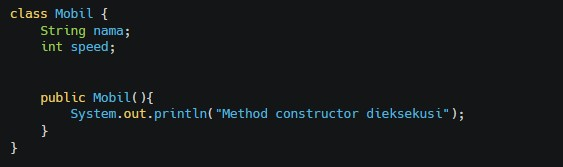 class Mobil {
    String nama;
    int speed;
    public Mobil(){
        System.out.println("Method constructor dieksekusi");
    }
}